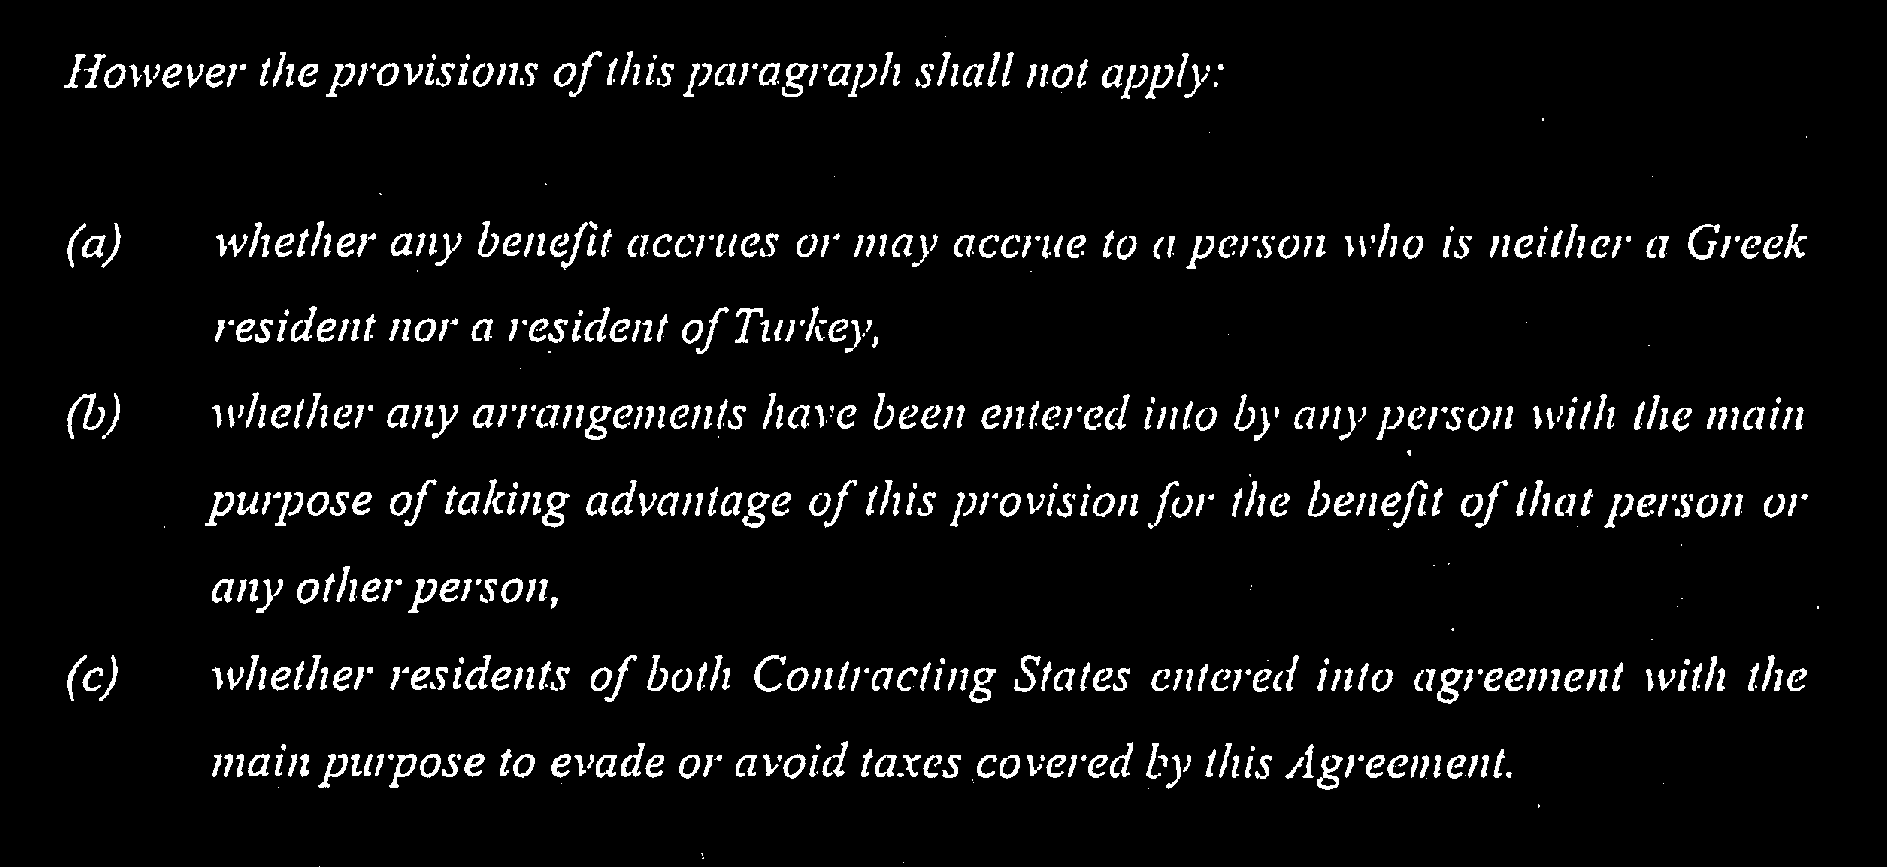 However the provisions of this paragraph shall not apply:
(a) whether any benefit accrues or may accrue to a person who is neither a Greek
resident nor a resident of Turkey,
(b) whether any arrangements have been entered into by any person with the main
purpose of taking advantage of this provision for the benefit of that person or
any other person,
(c) whether residents of both Contracting States entered into agreement with the
main purpose to evade or avoid taxes covered by this Agreement.